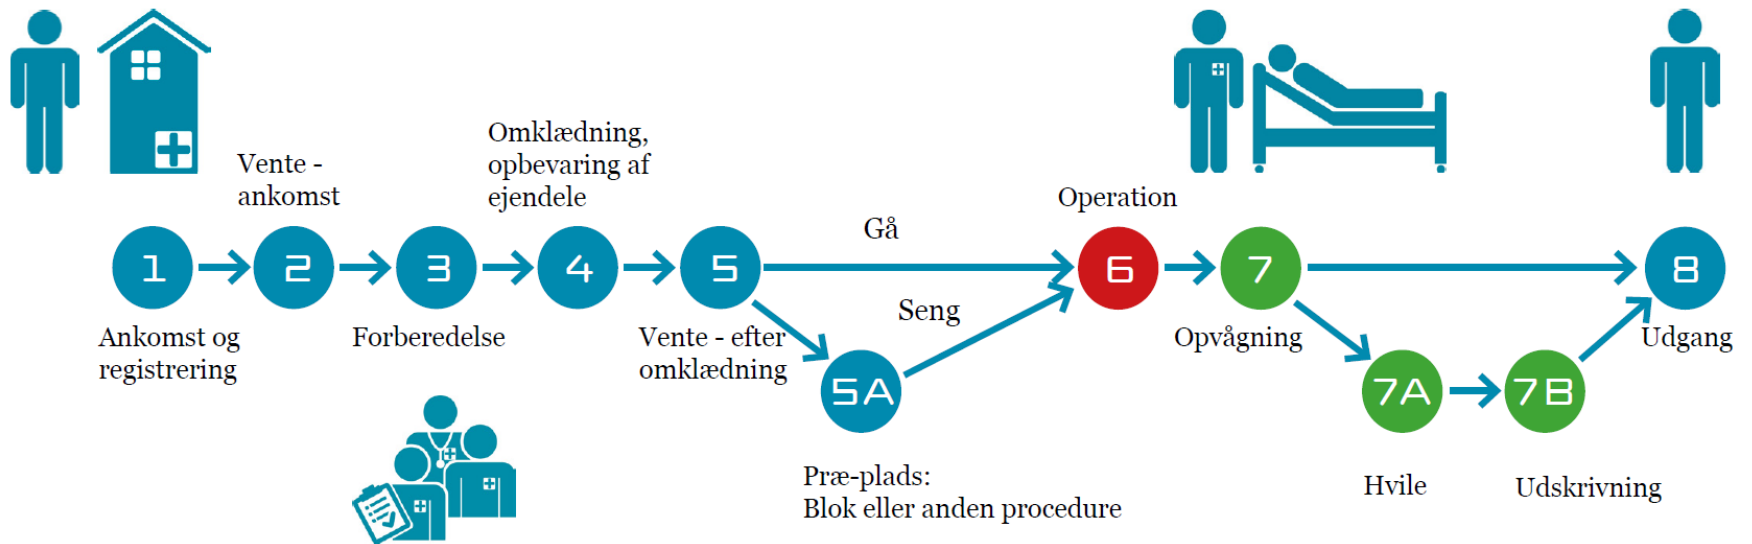 Vente -
ankomst
Omklædning,
opbevaring af
ejendele
Gå
Operation
1
2
3
4
5
6
7
8
Ankomst og
registrering
Forberedelse
Vente - efter
omklædning
Seng
Opvågning
Udgang
5A
7A
7B
Præ-plads:
Blok eller anden procedure
Hvile
Udskrivning